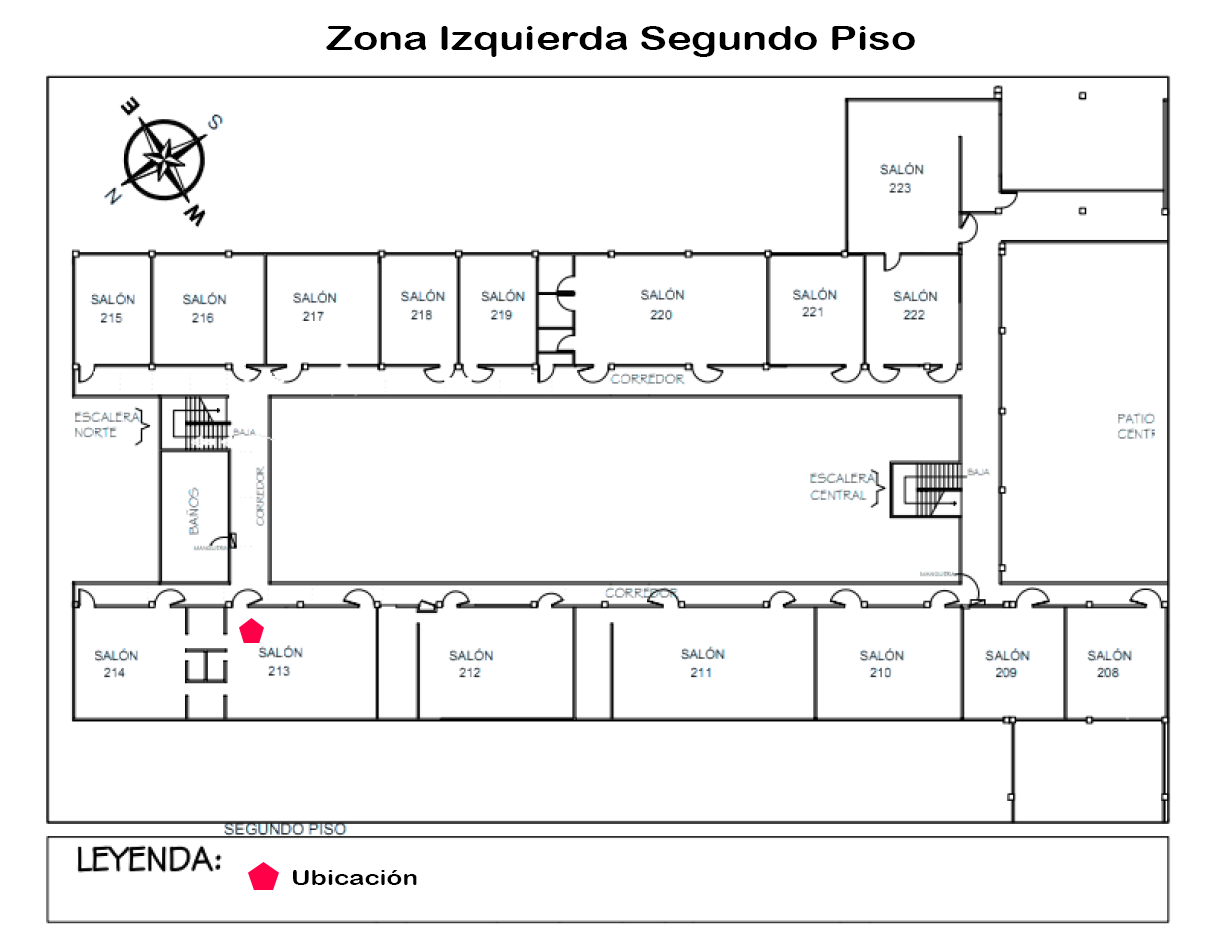 Zona Izquierda Segundo Piso
E
S
N
W
SALÓN
223
SALÓN
215
SALÓN
216
SALÓN
217
SALÓN
218
SALÓN
219
SALÓN
220
SALÓN
221
SALÓN
222
CORREDOR
ESCALERA
NORTE
BAJA
PATIO
CENTR
BAÑOS
CORREDOR
ESCALERA
CENTRAL
BAJA
MANGUERA
MANGUERA
CORREDOR
SALÓN
214
SALÓN
213
SALÓN
212
SALÓN
211
SALÓN
210
SALÓN
209
SALÓN
208
SEGUNDO PISO
LEYENDA:
Ubicación